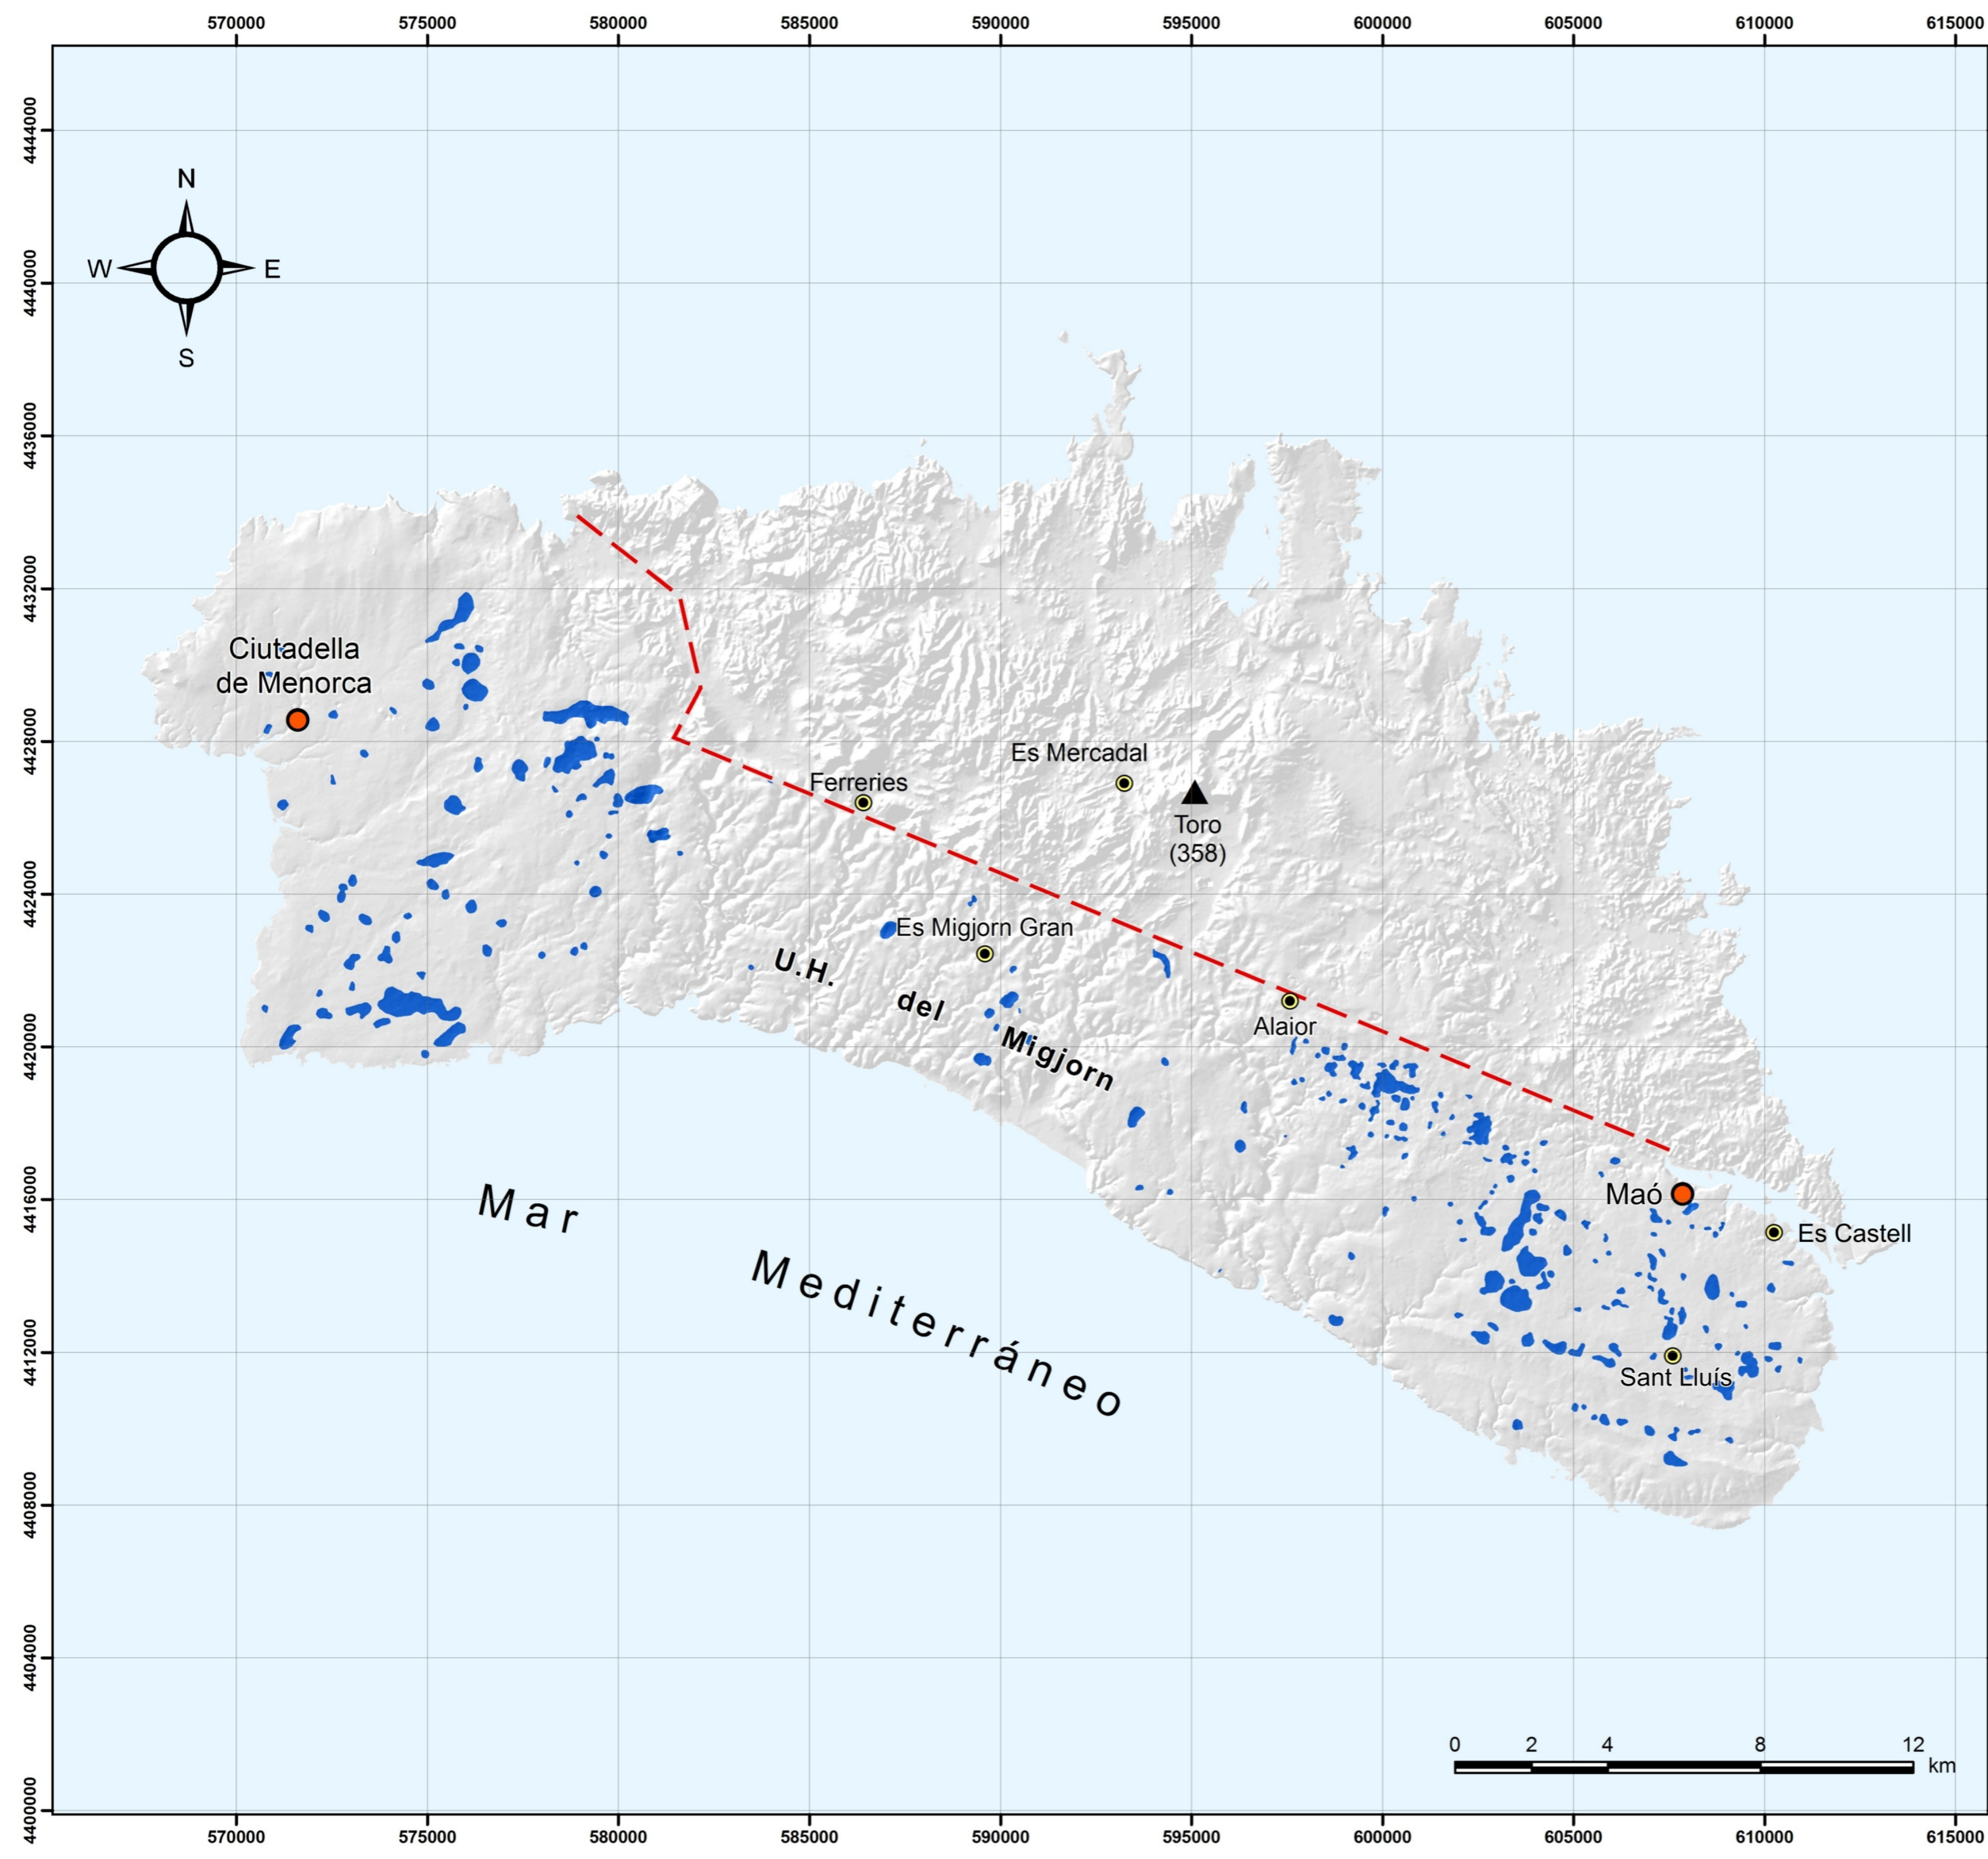 570000 575000 580000 585000 590000 595000 600000 605000 610000 615000
4444000
4440000
4436000
4432000
4428000
4424000
4420000
4416000
4412000
4408000
4404000
4400000
N
W E
S
Ciutadella
de Menorca
Es Mercadal
Ferreries
Toro
(358)
Es Migjorn Gran
U.H. del Migjorn
Alaior
Mar Mediterráneo
Maó
Es Castell
Sant Lluís
0 2 4 8 12
km
570000 575000 580000 585000 590000 595000 600000 605000 610000 615000